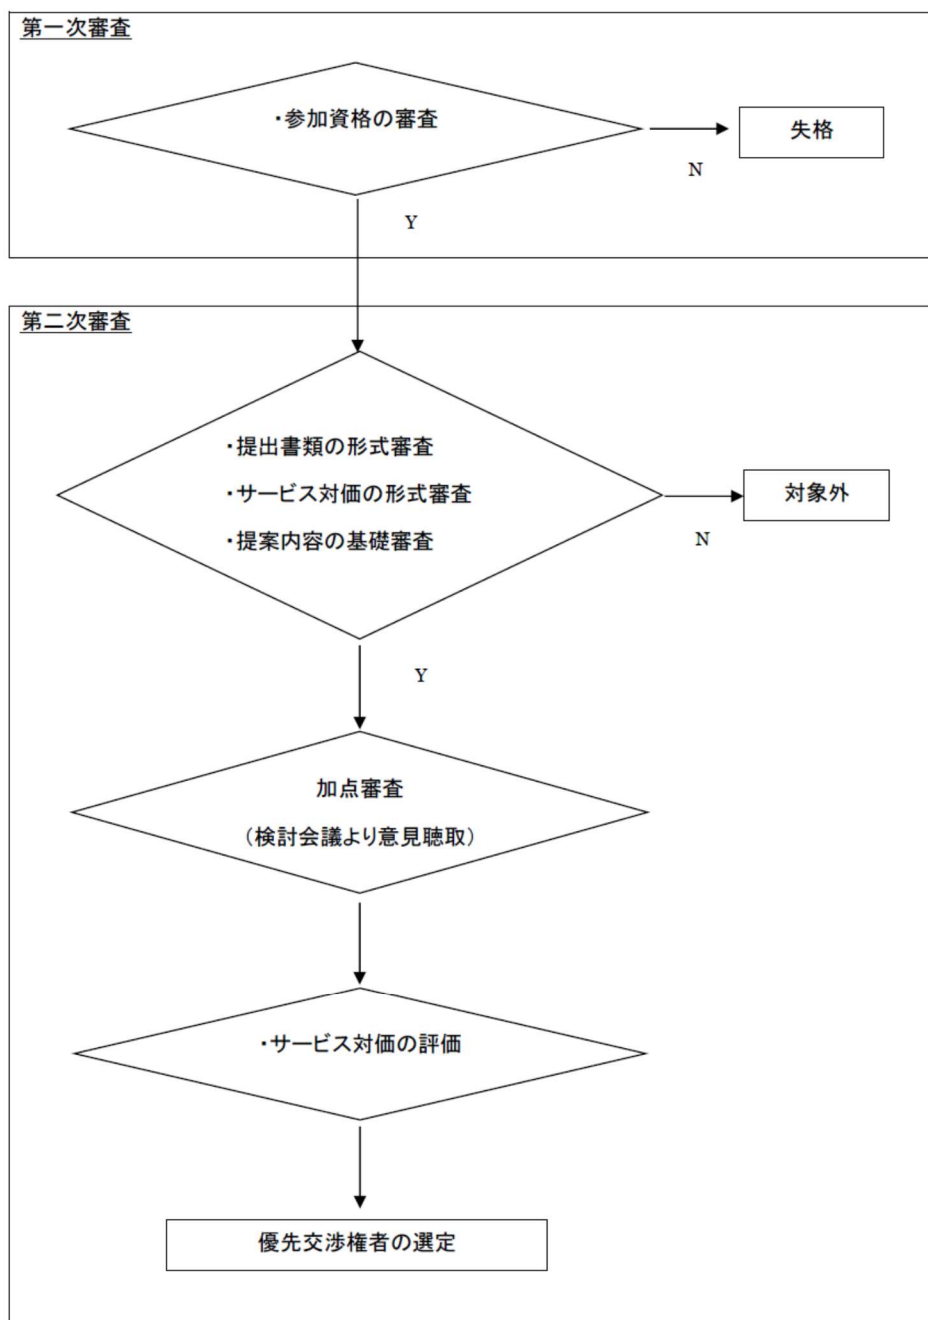 第一次審査
・参加資格の審査
失格
N
Y
第二次審査
・提出書類の形式審査
・サービス対価の形式審査
・提案内容の基礎審査
対象外
N
Y
加点審査
（検討会議より意見聴取）
・サービス対価の評価
優先交渉権者の選定